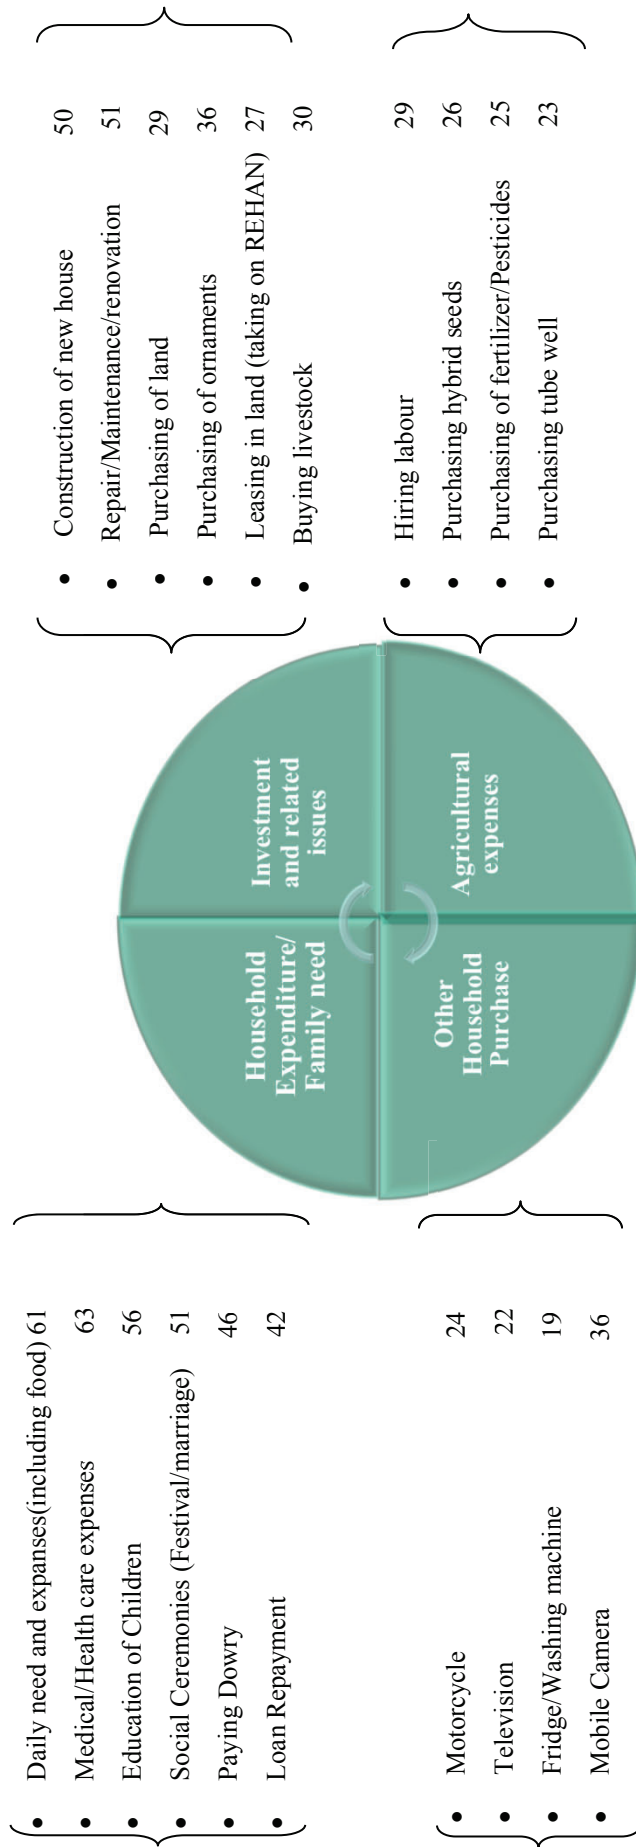 • Daily need and expanses(including food) 61
• Medical/Health care expenses 63
• Education of Children 56
• Social Ceremonies (Festival/marriage) 51
• Paying Dowry 46
• Loan Repayment 42
Household
Expenditure/
Family need
Investment
and related
issues
• Construction of new house 50
• Repair/Maintenance/renovation 51
• Purchasing of land 29
• Purchasing of ornaments 36
• Leasing in land (taking on REHAN) 27
• Buying livestock 30
• Motorcycle 24
• Television 22
• Fridge/Washing machine 19
• Mobile Camera 36
Other
Household
Purchase
Agricultural
expenses
• Hiring labour 29
• Purchasing hybrid seeds 26
• Purchasing of fertilizer/Pesticides 25
• Purchasing tube well 23